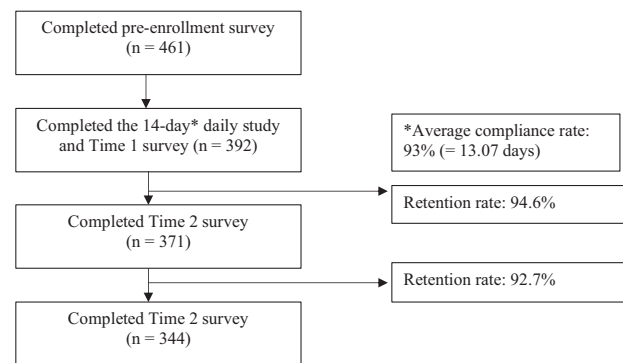 Completed pre-enrollment survey
(n = 461)
Completed the 14-day* daily study
and Time 1 survey (n = 392)
*Average compliance rate:
93% (= 13.07 days)
Retention rate: 94.6%
Completed Time 2 survey
(n = 371)
Retention rate: 92.7%
Completed Time 2 survey
(n = 344)